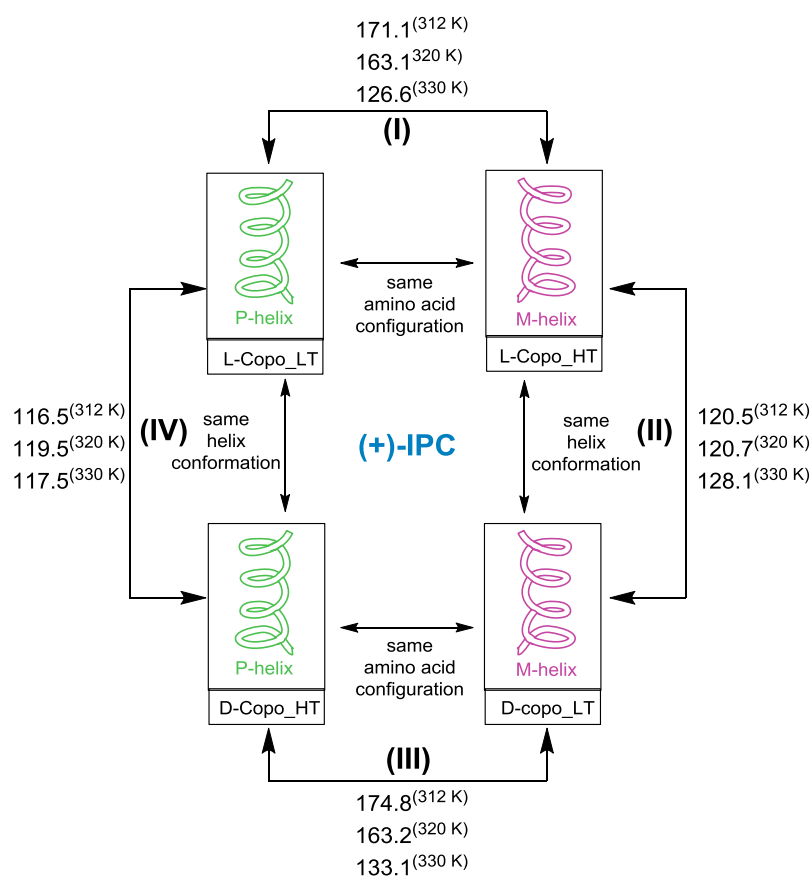 171.1(312 K)
163.1320 K)
126.6(330 K)
(I)
P-helix
L-Copo_LT
same
amino acid
configuration
M-helix
L-Copo_HT
116.5(312 K)
119.5(320 K)
117.5(330 K)
(IV)
same
helix
conformation
(+)-IPC
same
helix
conformation
(II)
120.5(312 K)
120.7(320 K)
128.1(330 K)
P-helix
D-Copo_HT
same
amino acid
configuration
M-helix
D-copo_LT
(III)
174.8(312 K)
163.2(320 K)
133.1(330 K)